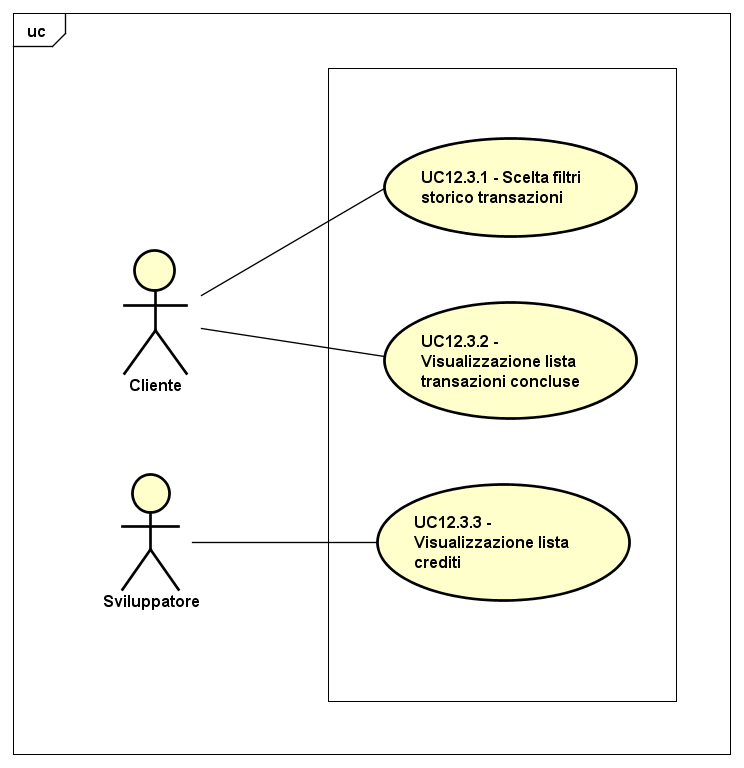 uc
UC12.3.1 - Scelta filtri
storico transazioni
UC12.3.2 -
Visualizzazione lista
transazioni concluse
Cliente
UC12.3.3 -
Visualizzazione lista
crediti
Sviluppatore